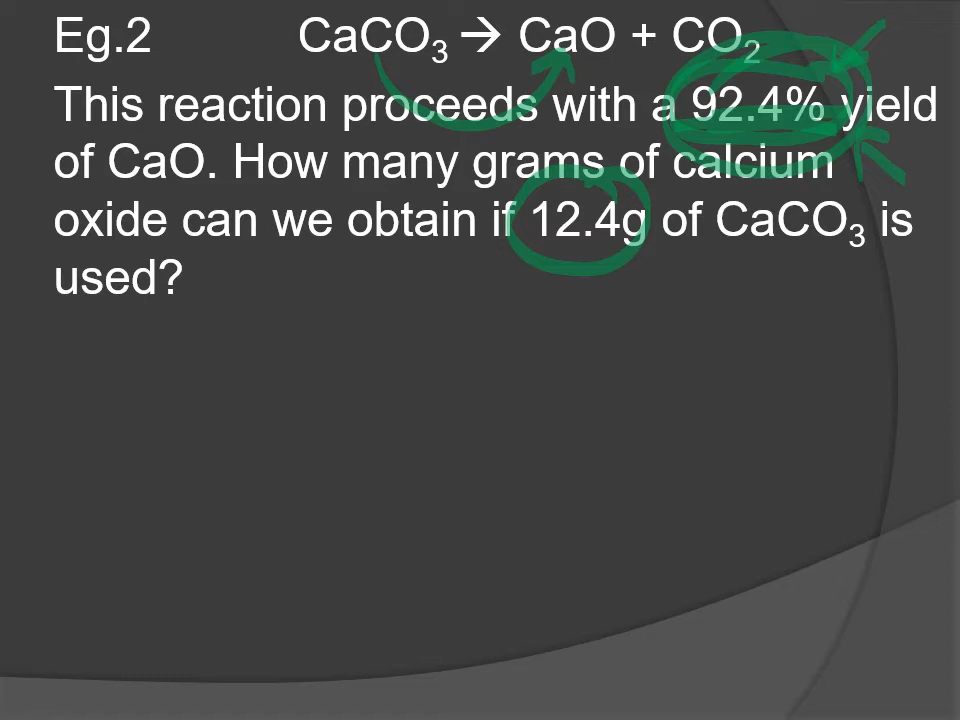 Eg.2 CaCO₃ → CaO + CO₂
This reaction proceeds with a 92.4% yield
of CaO. How many grams of calcium
oxide can we obtain if 12.4g of CaCO₃ is
used?